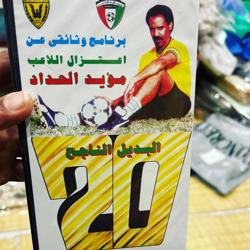 برنامج وثائقي عن
اعتزال اللاعب
مؤيد الحداد
البديل الناجح
20